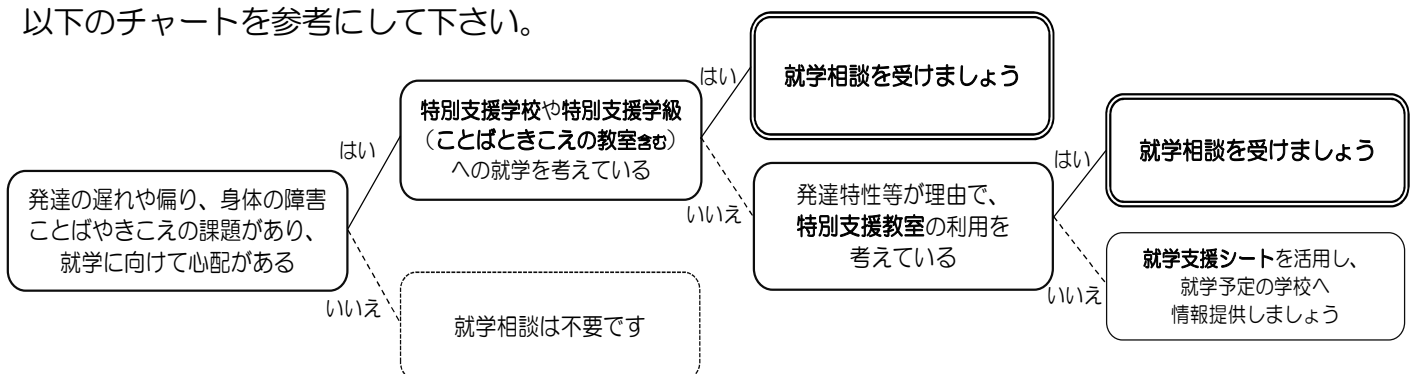 以下のチャートを参考にして下さい。
発達の遅れや偏り、身体の障害
ことばやきこえの課題があり、
就学に向けて心配がある
はい
いいえ
特別支援学校や特別支援学級
（ことばときこえの教室含む）
への就学を考えている
就学相談は不要です
はい
いいえ
就学相談を受けましょう
発達特性等が理由で、
特別支援教室の利用を
考えている
はい
いいえ
就学相談を受けましょう
就学支援シートを活用し、
就学予定の学校へ
情報提供しましょう